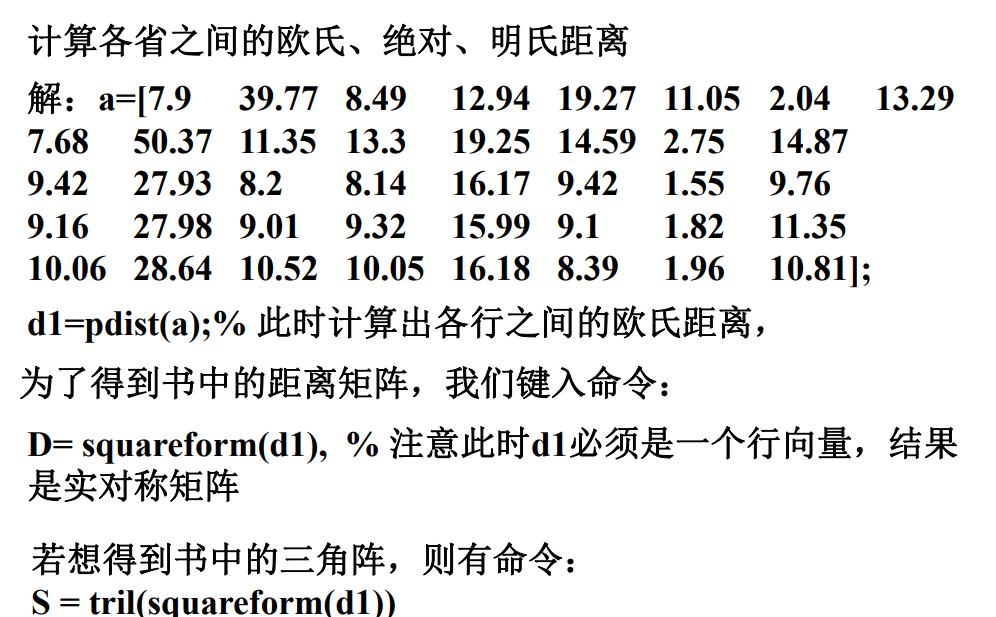 计算各省之间的欧氏、绝对、明氏距离
解：a=[7.9 39.77 8.49 12.94 19.27 11.05 2.04 13.29
7.68 50.37 11.35 13.3 19.25 14.59 2.75 14.87
9.42 27.93 8.2 8.14 16.17 9.42 1.55 9.76
9.16 27.98 9.01 9.32 15.99 9.1 1.82 11.35
10.06 28.64 10.52 10.05 16.18 8.39 1.96 10.81];
d1=pdist(a);% 此时计算出各行之间的欧氏距离，
为了得到书中的距离矩阵，我们键入命令：
D= squareform(d1), % 注意此时d1必须是一个行向量，结果
是实对称矩阵
若想得到书中的三角阵，则有命令：
S = tril(squareform(d1))